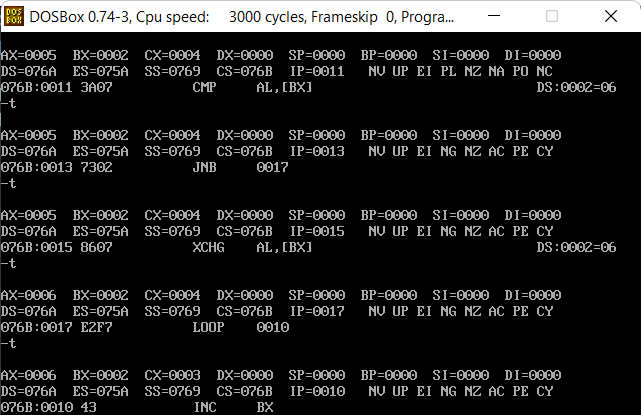 DOS BOX DOSBox 0.74-3, Cpu speed: 3000 cycles, Frameskip 0, Progra...
AX=0005 BX=0002 CX=0004 DX=0000 SP=0000 BP=0000 SI=0000 DI=0000
DS=076A ES=075A SS=0769 CS=076B IP=0011 NV UP EI PL NZ NA PO NC
076B:0011 3A07 CMP AL,[BX] DS:0002=06
-t
AX=0005 BX=0002 CX=0004 DX=0000 SP=0000 BP=0000 SI=0000 DI=0000
DS=076A ES=075A SS=0769 CS=076B IP=0013 NV UP EI NG NZ AC PE CY
076B:0013 7302 JNB 0017
-t
AX=0005 BX=0002 CX=0004 DX=0000 SP=0000 BP=0000 SI=0000 DI=0000
DS=076A ES=075A SS=0769 CS=076B IP=0015 NV UP EI NG NZ AC PE CY
076B:0015 8607 XCHG AL,[BX] DS:0002=06
-t
AX=0006 BX=0002 CX=0004 DX=0000 SP=0000 BP=0000 SI=0000 DI=0000
DS=076A ES=075A SS=0769 CS=076B IP=0017 NV UP EI NG NZ AC PE CY
076B:0017 E2F7 LOOP 0010
-t
AX=0006 BX=0002 CX=0003 DX=0000 SP=0000 BP=0000 SI=0000 DI=0000
DS=076A ES=075A SS=0769 CS=076B IP=0010 NV UP EI NG NZ AC PE CY
076B:0010 43 INC BX